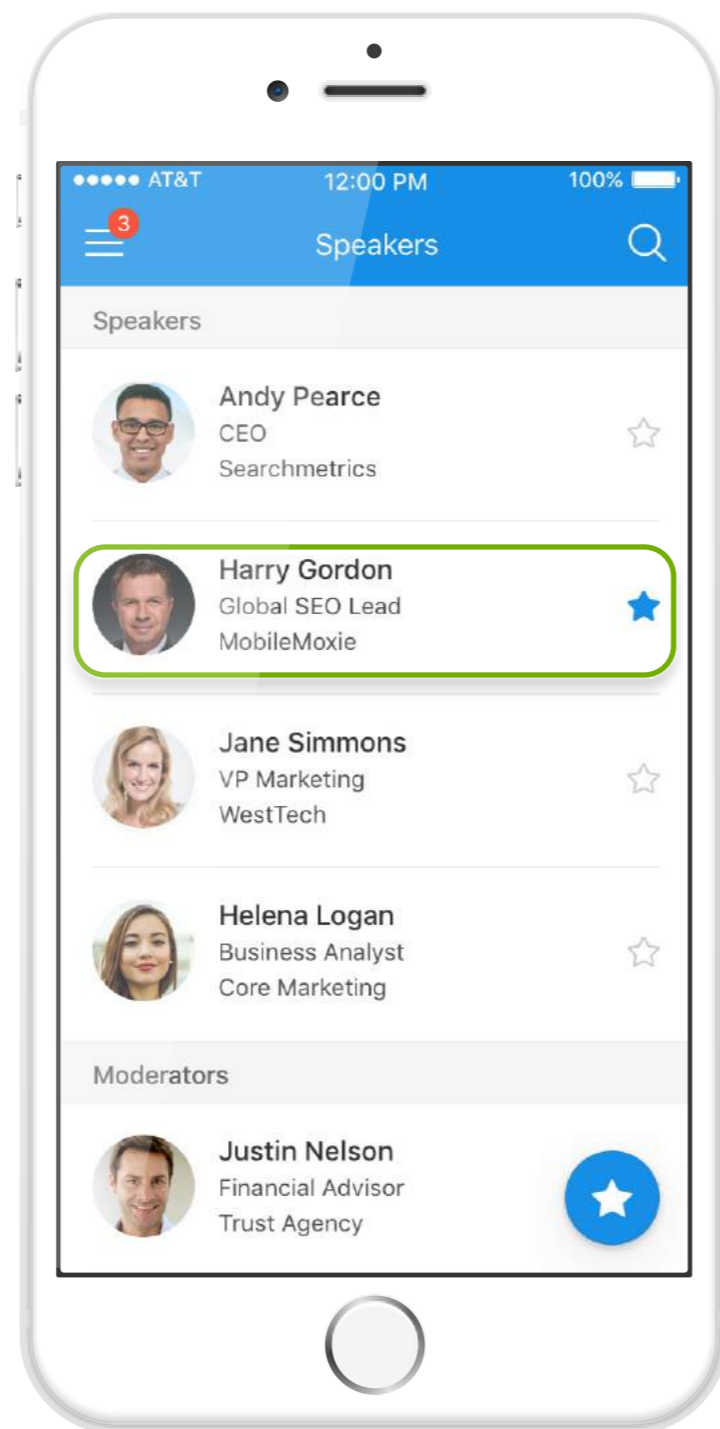 AT&T 12:00 PM 100%
3
Speakers
Speakers
Andy Pearce
CEO
Searchmetrics
Harry Gordon
Global SEO Lead
MobileMoxie
Jane Simmons
VP Marketing
WestTech
Helena Logan
Business Analyst
Core Marketing
Moderators
Justin Nelson
Financial Advisor
Trust Agency